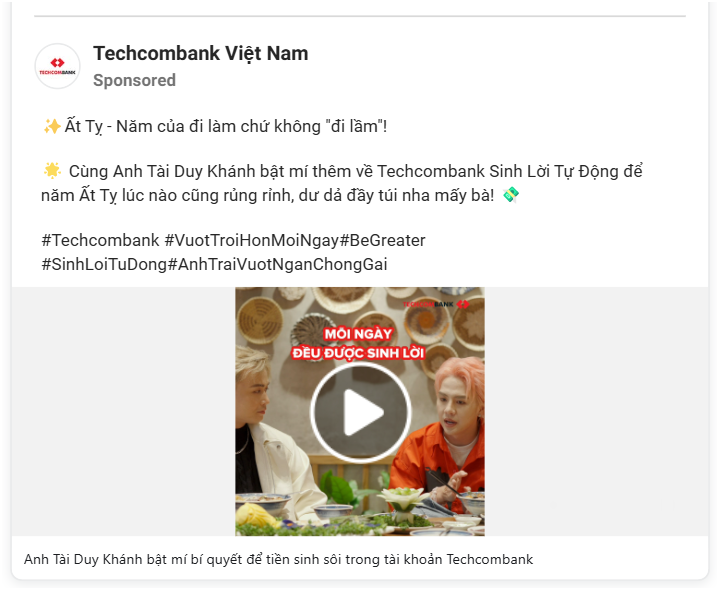 TECHCOMBANK
Techcombank Việt Nam
Sponsored
✨Ất Tỵ - Năm của đi làm chứ không "đi lầm"!
🌟 Cùng Anh Tài Duy Khánh bật mí thêm về Techcombank Sinh Lời Tự Động để
năm Ất Tỵ lúc nào cũng rủng rỉnh, dư dả đầy túi nha mấy bà! 💸
#Techcombank #VuotTroiHonMoiNgay#BeGreater
#SinhLoiTuDong#AnhTraiVuotNganChongGai
TECHCOMBANK
MỖI NGÀY
ĐỀU ĐƯỢC SINH LỜI
Anh Tài Duy Khánh bật mí bí quyết để tiền sinh sôi trong tài khoản Techcombank